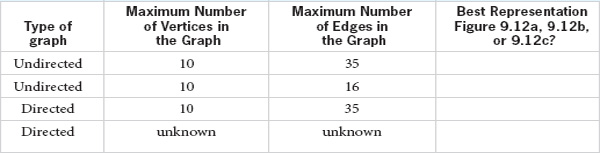 Type of graph
Maximum Number of Vertices in the Graph
Maximum Number of Edges in the Graph
Best Representation Figure 9.12a, 9.12b, or 9.12c?
Undirected 10 35
Undirected 10 16
Directed 10 35
Directed unknown unknown